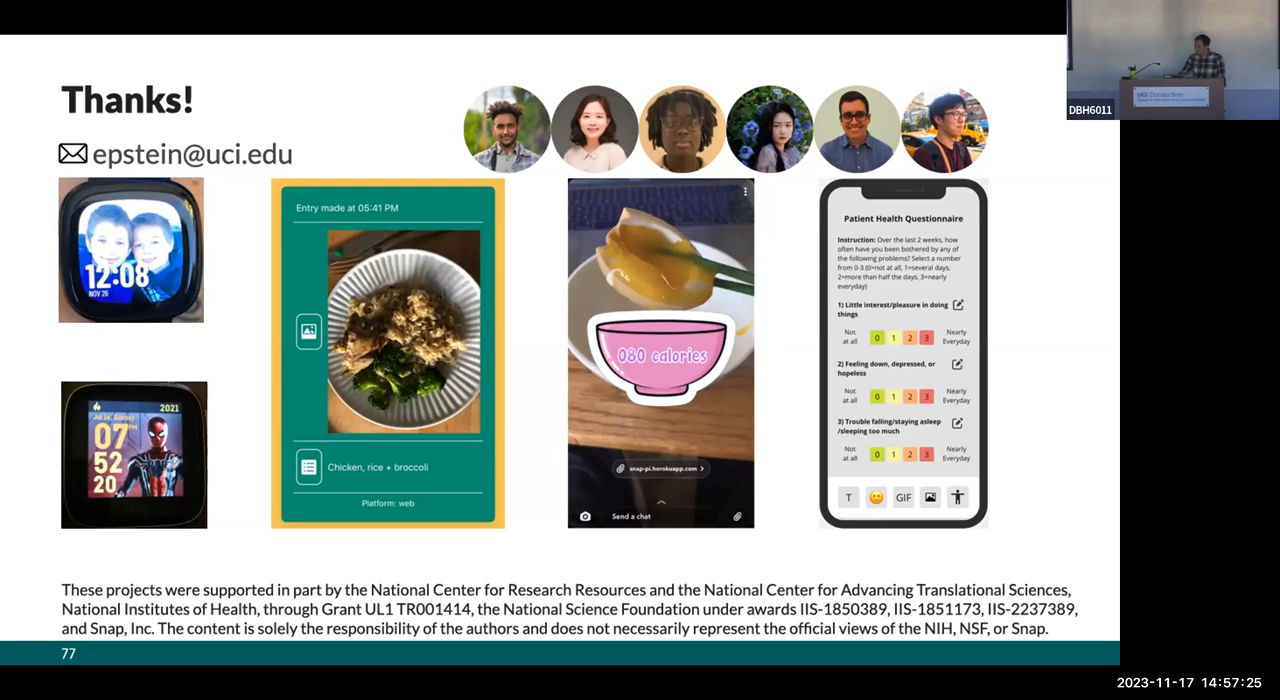 Thanks!
epstein@uci.edu
DBH6011
12:08
NOV 26
2021
Jul 14, Sunday
07 PM
52
20
Entry made at 05:41 PM
Chicken, rice + broccoli
Platform: web
080 calories
snap-pi.herokuapp.com
Send a chat
Patient Health Questionnaire
Instruction: Over the last 2 weeks, how
often have you been bothered by any of
the following problems? Select a number
from 0-3 (0=not at all, 1=several days,
2=more than half the days, 3=nearly
everyday)
1) Little interest/pleasure in doing
things
Not at all 0 1 2 3 Nearly Everyday
2) Feeling down, depressed, or
hopeless
Not at all 0 1 2 3 Nearly Everyday
3) Trouble falling/staying asleep
/sleeping too much
Not at all 0 1 2 3 Nearly Everyday
T GIF
These projects were supported in part by the National Center for Research Resources and the National Center for Advancing Translational Sciences,
National Institutes of Health, through Grant UL1 TR001414, the National Science Foundation under awards IIS-1850389, IIS-1851173, IIS-2237389,
and Snap, Inc. The content is solely the responsibility of the authors and does not necessarily represent the official views of the NIH, NSF, or Snap.
77
2023-11-17 14:57:25